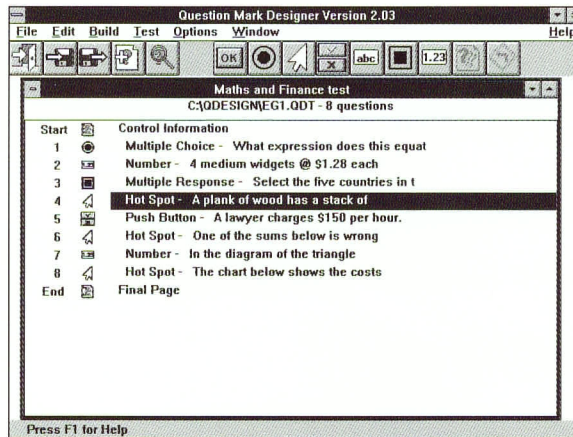 Question Mark Designer Version 2.03
File Edit Build Test Options Window Help
OK abc 1.23
Maths and Finance test
C:\QDESIGN\EG1.QDT - 8 questions
Start Control Information
1 Multiple Choice - What expression does this equat
2 Number - 4 medium widgets @ $1.28 each
3 Multiple Response - Select the five countries in t
4 Hot Spot - A plank of wood has a stack of
5 Push Button - A lawyer charges $150 per hour.
6 Hot Spot - One of the sums below is wrong
7 Number - In the diagram of the triangle
8 Hot Spot - The chart below shows the costs
End Final Page
Press F1 for Help